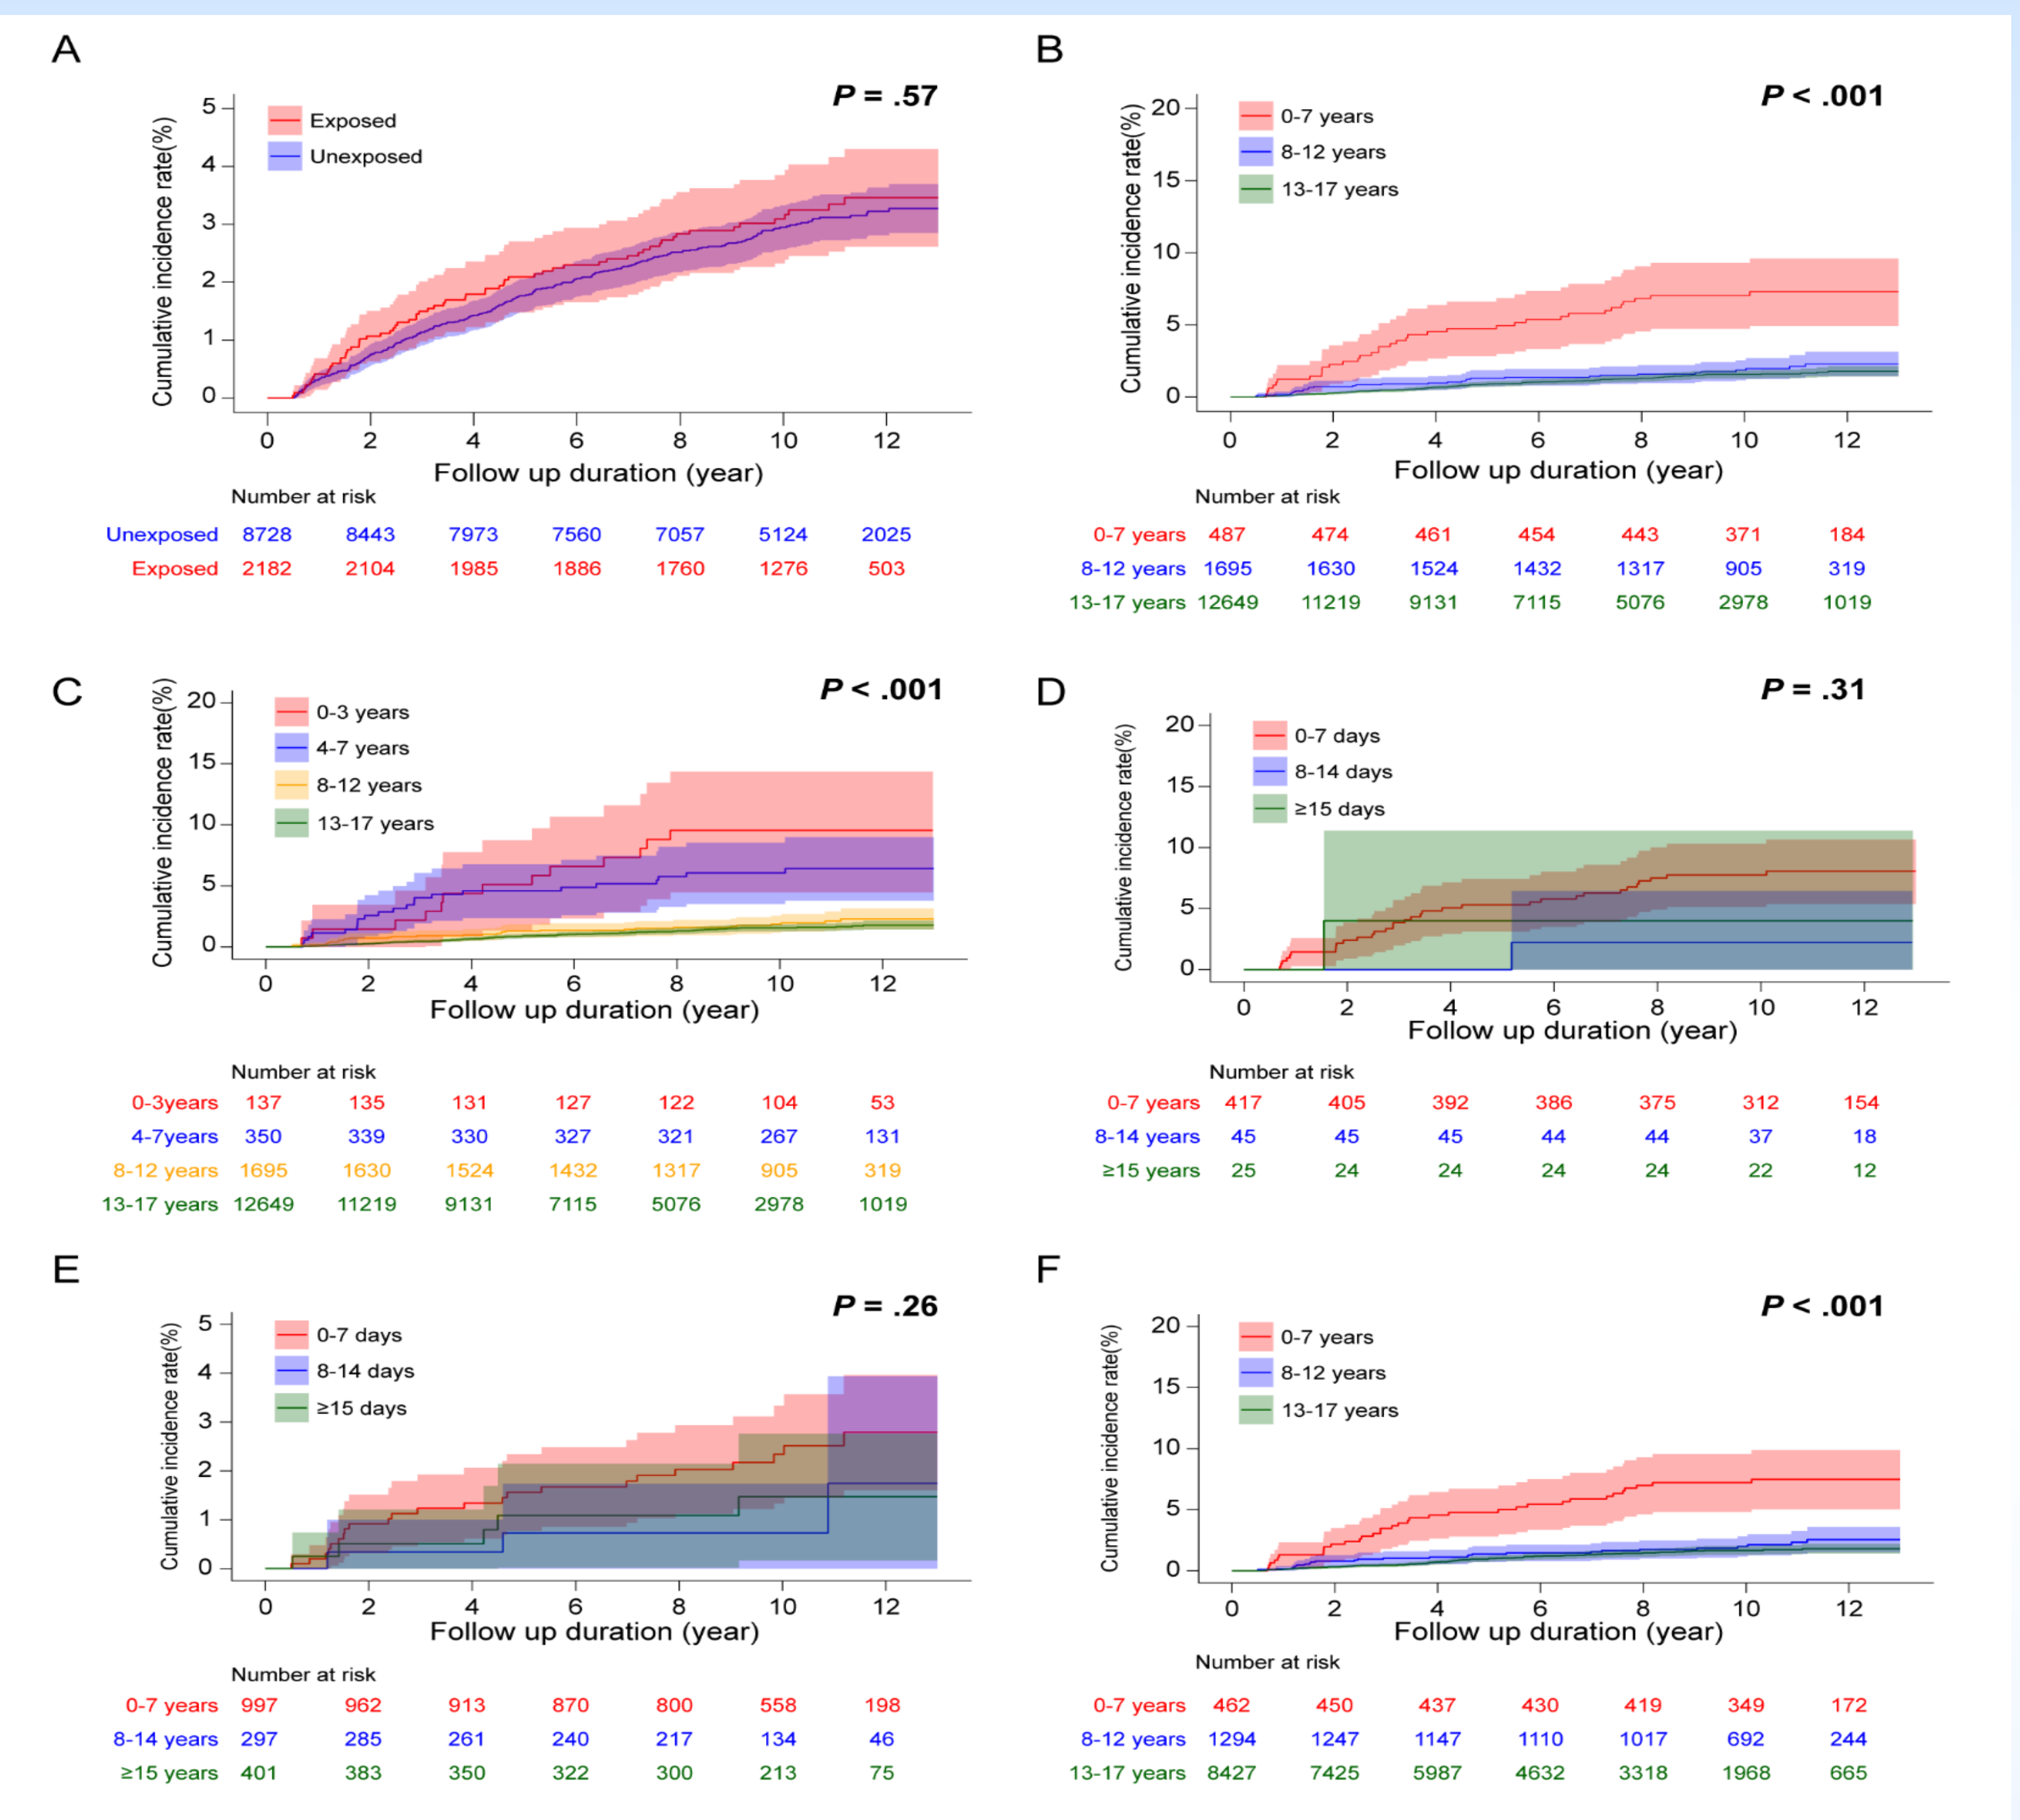 A
P = .57
Cumulative incidence rate(%)
5
4
3
2
1
0
Exposed
Unexposed
0 2 4 6 8 10 12
Follow up duration (year)
Number at risk
Unexposed 8728 8443 7973 7560 7057 5124 2025
Exposed 2182 2104 1985 1886 1760 1276 503
B
P < .001
Cumulative incidence rate(%)
20
15
10
5
0
0-7 years
8-12 years
13-17 years
0 2 4 6 8 10 12
Follow up duration (year)
Number at risk
0-7 years 487 474 461 454 443 371 184
8-12 years 1695 1630 1524 1432 1317 905 319
13-17 years 12649 11219 9131 7115 5076 2978 1019
C
P < .001
Cumulative incidence rate(%)
20
15
10
5
0
0-3 years
4-7 years
8-12 years
13-17 years
0 2 4 6 8 10 12
Follow up duration (year)
Number at risk
0-3years 137 135 131 127 122 104 53
4-7years 350 339 330 327 321 267 131
8-12 years 1695 1630 1524 1432 1317 905 319
13-17 years 12649 11219 9131 7115 5076 2978 1019
D
P = .31
Cumulative incidence rate(%)
20
15
10
5
0
0-7 days
8-14 days
≥15 days
0 2 4 6 8 10 12
Follow up duration (year)
Number at risk
0-7 years 417 405 392 386 375 312 154
8-14 years 45 45 45 44 44 37 18
≥15 years 25 24 24 24 24 22 12
E
P = .26
Cumulative incidence rate(%)
5
4
3
2
1
0
0-7 days
8-14 days
≥15 days
0 2 4 6 8 10 12
Follow up duration (year)
Number at risk
0-7 years 997 962 913 870 800 558 198
8-14 years 297 285 261 240 217 134 46
≥15 years 401 383 350 322 300 213 75
F
P < .001
Cumulative incidence rate(%)
20
15
10
5
0
0-7 years
8-12 years
13-17 years
0 2 4 6 8 10 12
Follow up duration (year)
Number at risk
0-7 years 462 450 437 430 419 349 172
8-12 years 1294 1247 1147 1110 1017 692 244
13-17 years 8427 7425 5987 4632 3318 1968 665